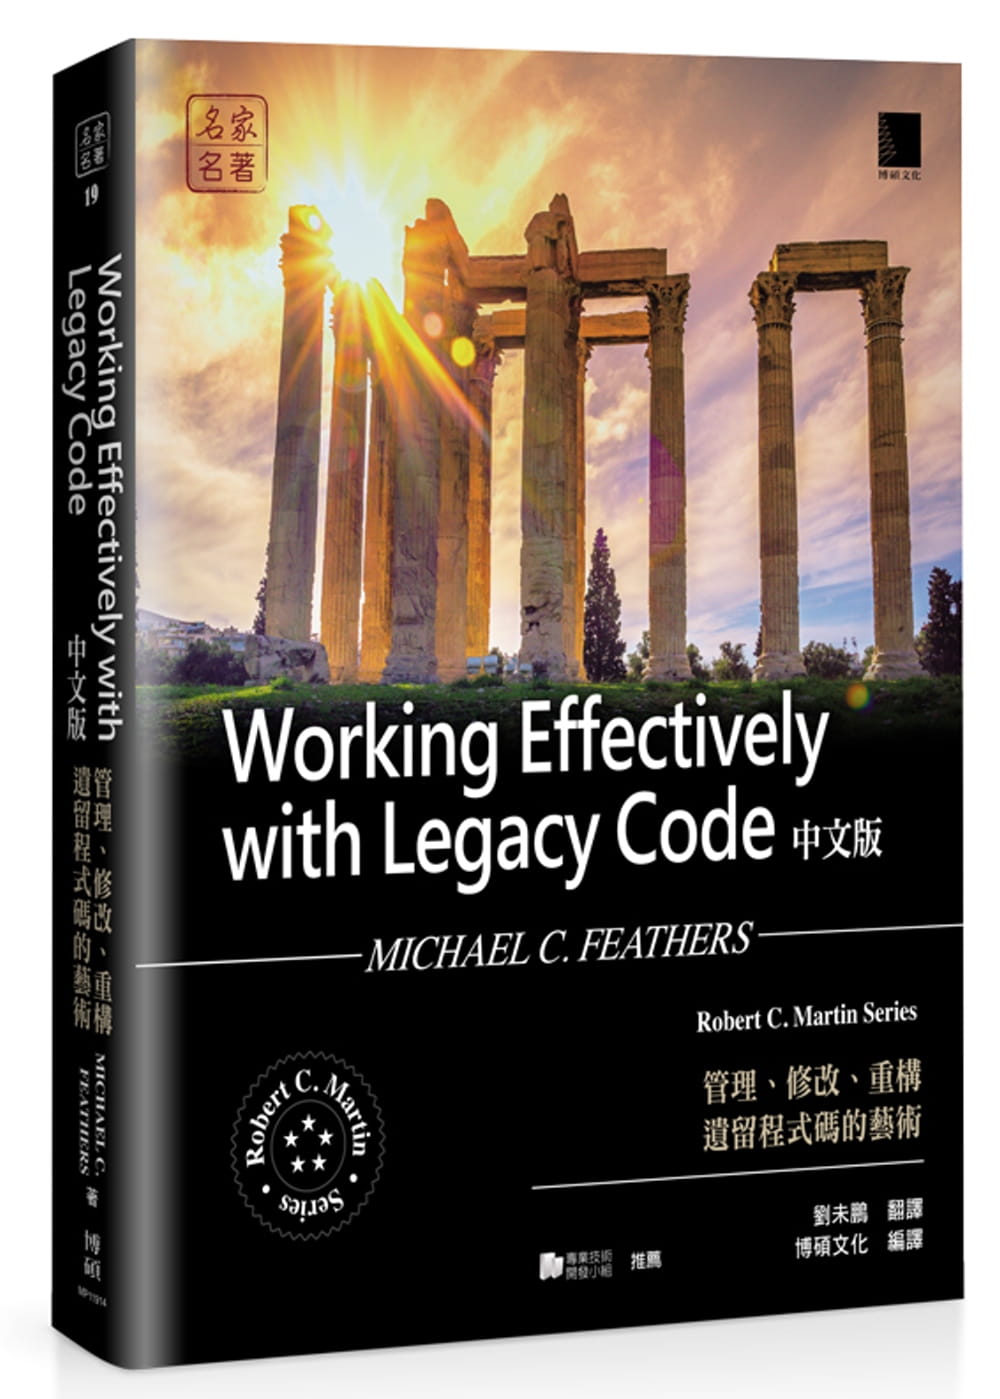 名家
名著
博碩文化
Working Effectively
with Legacy Code 中文版
MICHAEL C. FEATHERS
Robert C. Martin Series
管理、修改、重構
遺留程式碼的藝術
Robert C. Martin
Series
劉未鵬 翻譯
博碩文化 編譯
專業技術
開發小組 推薦
名家
名著
19
Working Effectively with
Legacy Code 中文版
管理、修改、重構
遺留程式碼的藝術
MICHAEL C.
FEATHERS 著
博碩
MP11914